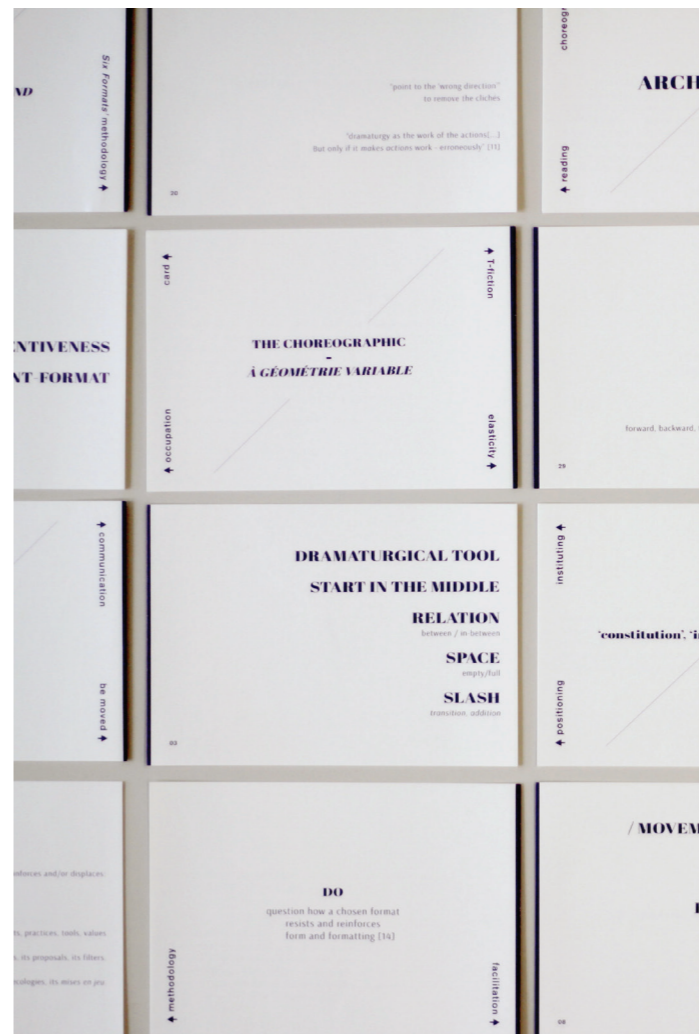 ND
Six Formats' methodology
"point to the 'wrong direction"
to remove the clichés
"dramaturgy as the work of the actions(...)
But only if it makes actions work - erroneously" [11]
20
reading
ARCH
NTIVENESS
NT-FORMAT
card
T-fiction
THE CHOREOGRAPHIC
-
À GÉOMÉTRIE VARIABLE
occupation
elasticity
forward, backward,
communication
be moved
DRAMATURGICAL TOOL
START IN THE MIDDLE
RELATION
between / in-between
SPACE
empty/full
SLASH
transition, addition
03
instituting
'constitution',
positioning
and/or displaces
practices, tools, values
its proposals, its filters
its mises en jeu
DO
question how a chosen format
resists and reinforces
form and formatting [14]
methodology
facilitation
/ MOVEM
08